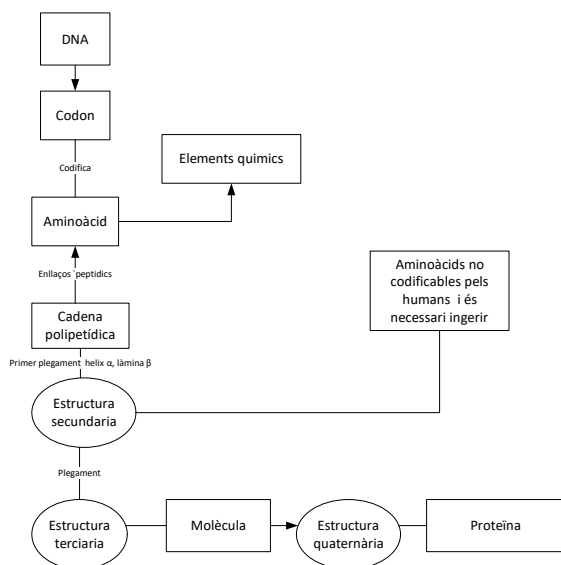 DNA
Codon
Codifica
Elements quimics
Aminoàcid
Enllaços `peptidics
Aminoàcids no
codificables pels
humans i és
necessari ingerir
Cadena
polipetídica
Primer plegament helix α, làmina β
Estructura
secundaria
Plegament
Estructura
terciaria
Molècula
Estructura
quaternària
Proteïna